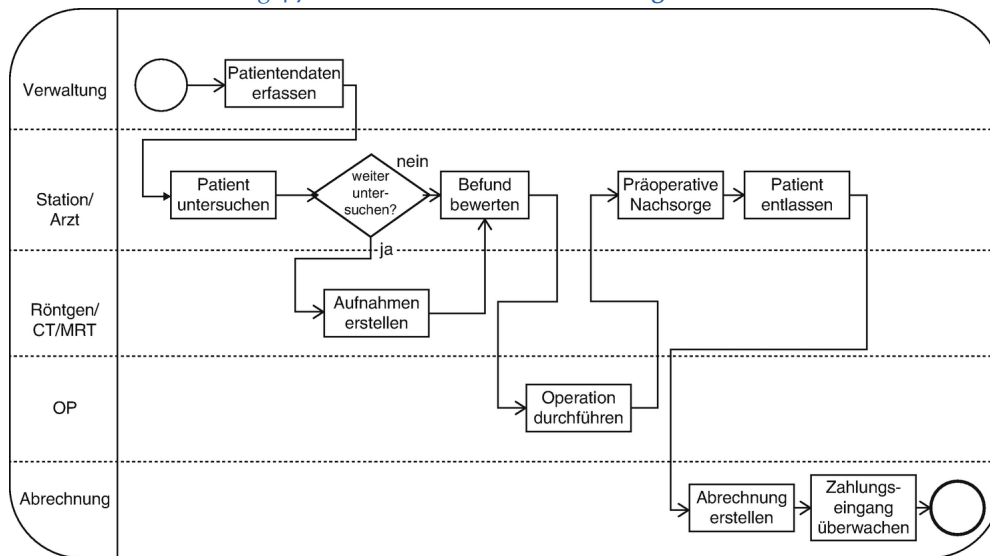 Verwaltung
Patientendaten
erfassen
Station/
Arzt
Patient
untersuchen
weiter
unter-
suchen?
nein
ja
Befund
bewerten
Präoperative
Nachsorge
Patient
entlassen
Röntgen/
CT/MRT
Aufnahmen
erstellen
OP
Operation
durchführen
Abrechnung
Abrechnung
erstellen
Zahlungs-
eingang
überwachen